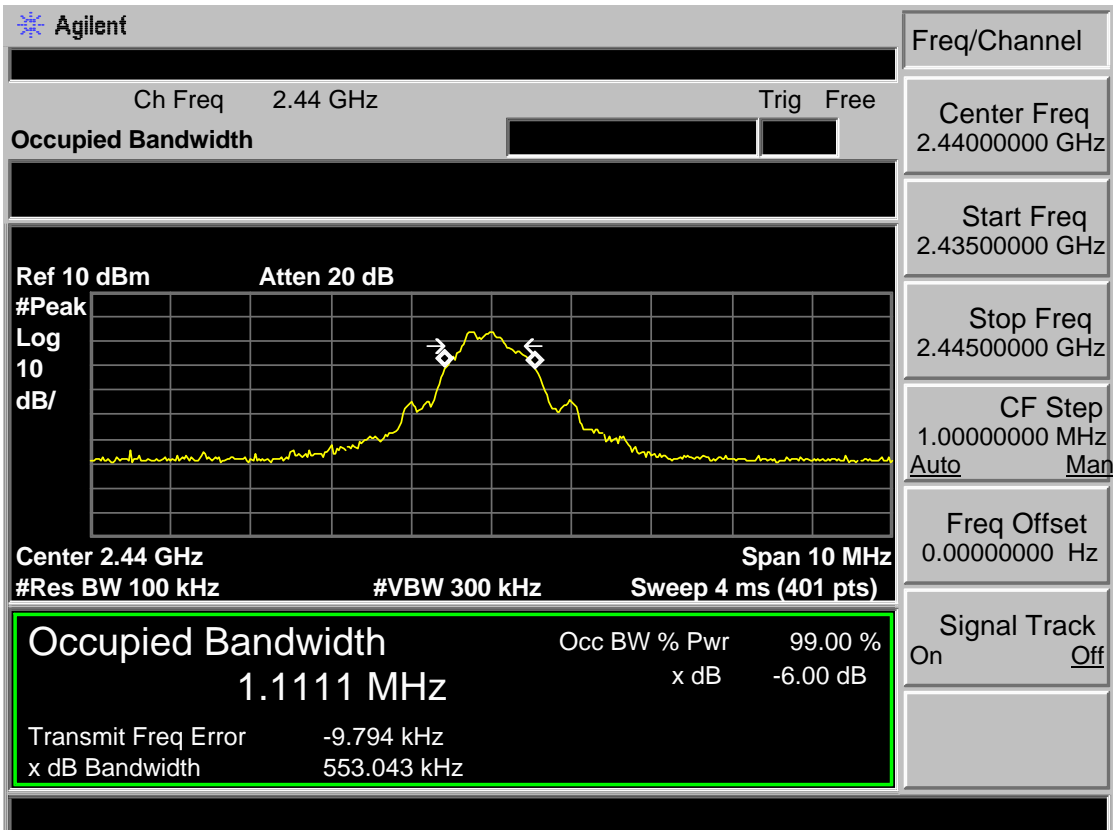 Agilent
Freq/Channel
Ch Freq 2.44 GHz Trig Free
Occupied Bandwidth
Center Freq
2.44000000 GHz
Start Freq
2.43500000 GHz
Stop Freq
2.44500000 GHz
CF Step
1.00000000 MHz
Auto Man
Freq Offset
0.00000000 Hz
Signal Track
On Off
Ref 10 dBm Atten 20 dB
#Peak
Log
10
dB/
Center 2.44 GHz Span 10 MHz
#Res BW 100 kHz #VBW 300 kHz Sweep 4 ms (401 pts)
Occupied Bandwidth Occ BW % Pwr 99.00 %
1.1111 MHz x dB -6.00 dB
Transmit Freq Error -9.794 kHz
x dB Bandwidth 553.043 kHz